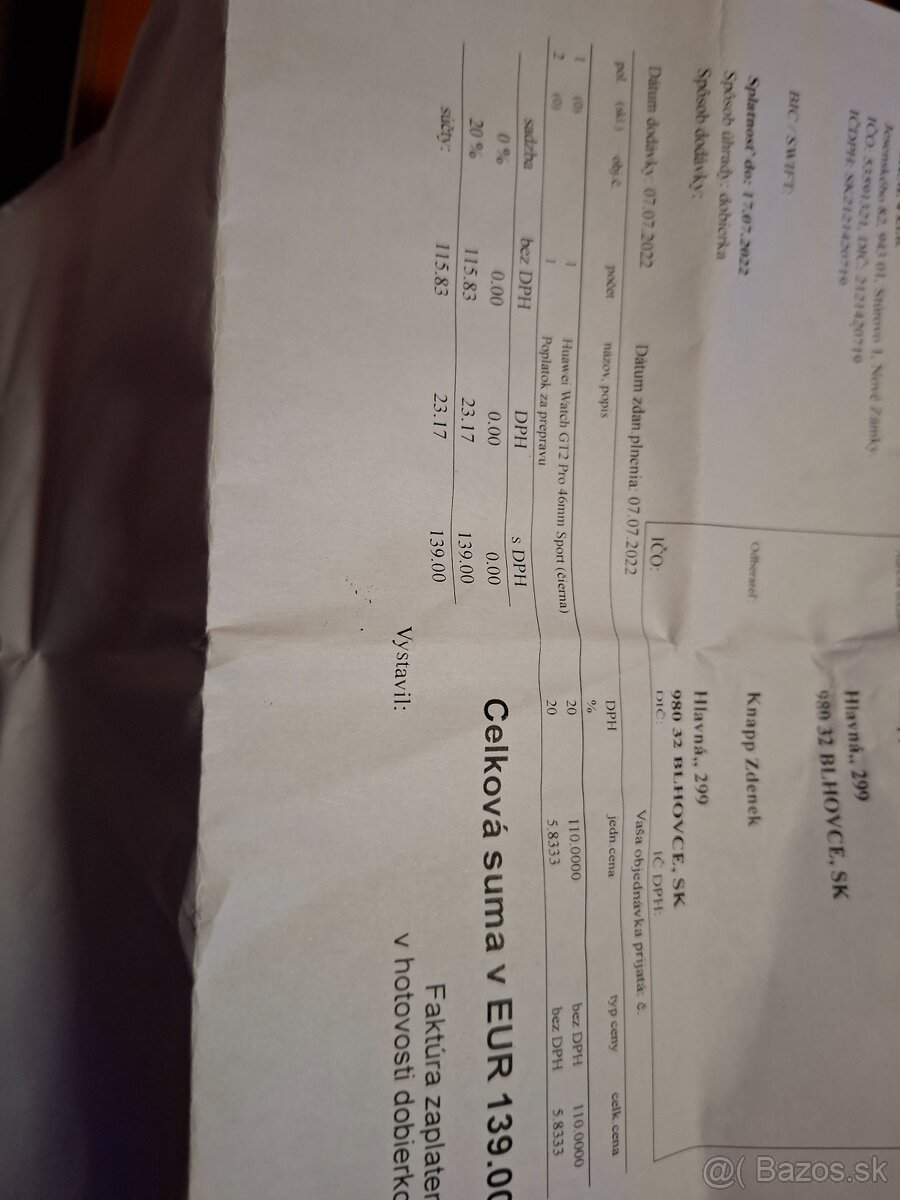 Jesenského 82, 943 01, Štúrovo 1, Nové Zámky
IČO: 53591321, DIČ: 2121420719
IČDPH: SK2121420719
BIC / SWIFT:
Splatnosť do: 17.07.2022
Spôsob úhrady: dobierka
Spôsob dodávky:
Dátum dodávky: 07.07.2022 Dátum zdan.plnenia: 07.07.2022
Hlavná,, 299
980 32 BLHOVCE, SK
Odberateľ:
Knapp Zdenek
Hlavná,, 299
980 32 BLHOVCE, SK
IČO: DIČ: IČ DPH:
Vaša objednávka prijatá: č.
pol. (skl.) obj.č. počet názov, popis DPH % jedn.cena typ ceny celk.cena
1 (0) 1 Huawei Watch GT2 Pro 46mm Sport (čierna) 20 110.0000 bez DPH 110.0000
2 (0) 1 Poplatok za prepravu 20 5.8333 bez DPH 5.8333
sadzba bez DPH DPH s DPH
0 % 0.00 0.00 0.00
20 % 115.83 23.17 139.00
súčty: 115.83 23.17 139.00
Celková suma v EUR 139.00
Vystavil:
Faktúra zaplaten
v hotovosti dobierko
@( Bazos.sk